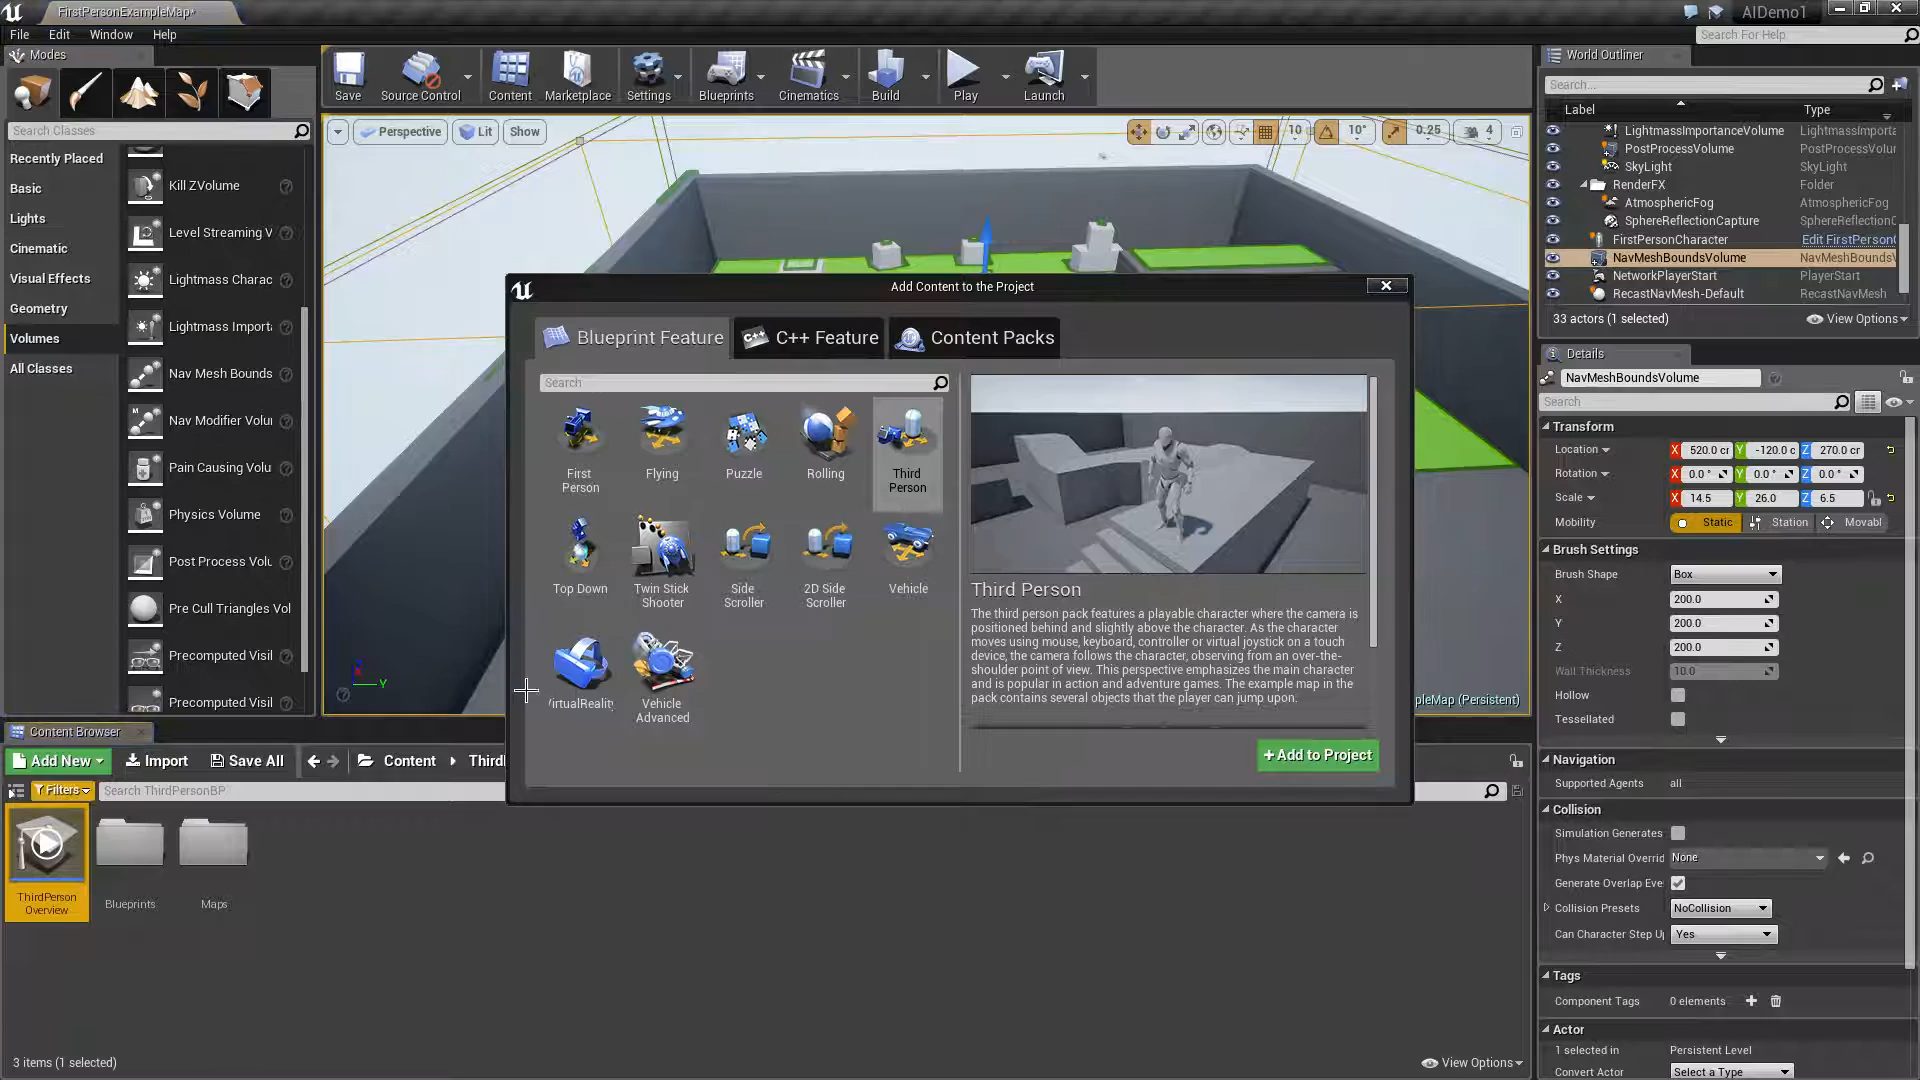 FirstPersonExampleMap*
AIDemo1
File Edit Window Help
Search For Help
Modes
Search Classes
Recently Placed
Basic
Lights
Cinematic
Visual Effects
Geometry
Volumes
All Classes
Kill ZVolume
Level Streaming V
Lightmass Charac
Lightmass Importa
Nav Mesh Bounds
Nav Modifier Volu
Pain Causing Volu
Physics Volume
Post Process Volu
Pre Cull Triangles Vol
Precomputed Visil
Precomputed Visil
Save
Source Control
Content
Marketplace
Settings
Blueprints
Cinematics
Build
Play
Launch
Perspective
Lit
Show
10
10°
0.25
4
pleMap (Persistent)
Add Content to the Project
Blueprint Feature
C++ Feature
Content Packs
Search
First Person
Flying
Puzzle
Rolling
Third Person
Top Down
Twin Stick Shooter
Side Scroller
2D Side Scroller
Vehicle
VirtualReality
Vehicle Advanced
Third Person
The third person pack features a playable character where the camera is
positioned behind and slightly above the character. As the character
moves using mouse, keyboard, controller or virtual joystick on a touch
device, the camera follows the character, observing from an over-the-
shoulder point of view. This perspective emphasizes the main character
and is popular in action and adventure games. The example map in the
pack contains several objects that the player can jump upon.
+Add to Project
World Outliner
Search...
Label Type
LightmassImportanceVolume LightmassImporta
PostProcessVolume PostProcessVolur
SkyLight SkyLight
RenderFX Folder
AtmosphericFog AtmosphericFog
SphereReflectionCapture SphereReflectionC
FirstPersonCharacter Edit FirstPersonC
NavMeshBoundsVolume NavMeshBoundsV
NetworkPlayerStart PlayerStart
RecastNavMesh-Default RecastNavMesh
33 actors (1 selected)
View Options
Details
NavMeshBoundsVolume
Search
Transform
Location X 520.0 cr Y -120.0 c Z 270.0 cr
Rotation X 0.0 ° Y 0.0 ° Z 0.0 °
Scale X 14.5 Y 26.0 Z 6.5
Mobility Static Station Movabl
Brush Settings
Brush Shape Box
X 200.0
Y 200.0
Z 200.0
Wall Thickness 10.0
Hollow
Tessellated
Navigation
Supported Agents all
Collision
Simulation Generates
Phys Material Overrid None
Generate Overlap Eve
Collision Presets NoCollision
Can Character Step U Yes
Tags
Component Tags 0 elements
Actor
1 selected in Persistent Level
Convert Actor Select a Type
Content Browser
Add New Import Save All Content Third
Filters Search ThirdPersonBP
ThirdPerson Overview
Blueprints
Maps
3 items (1 selected)
View Options